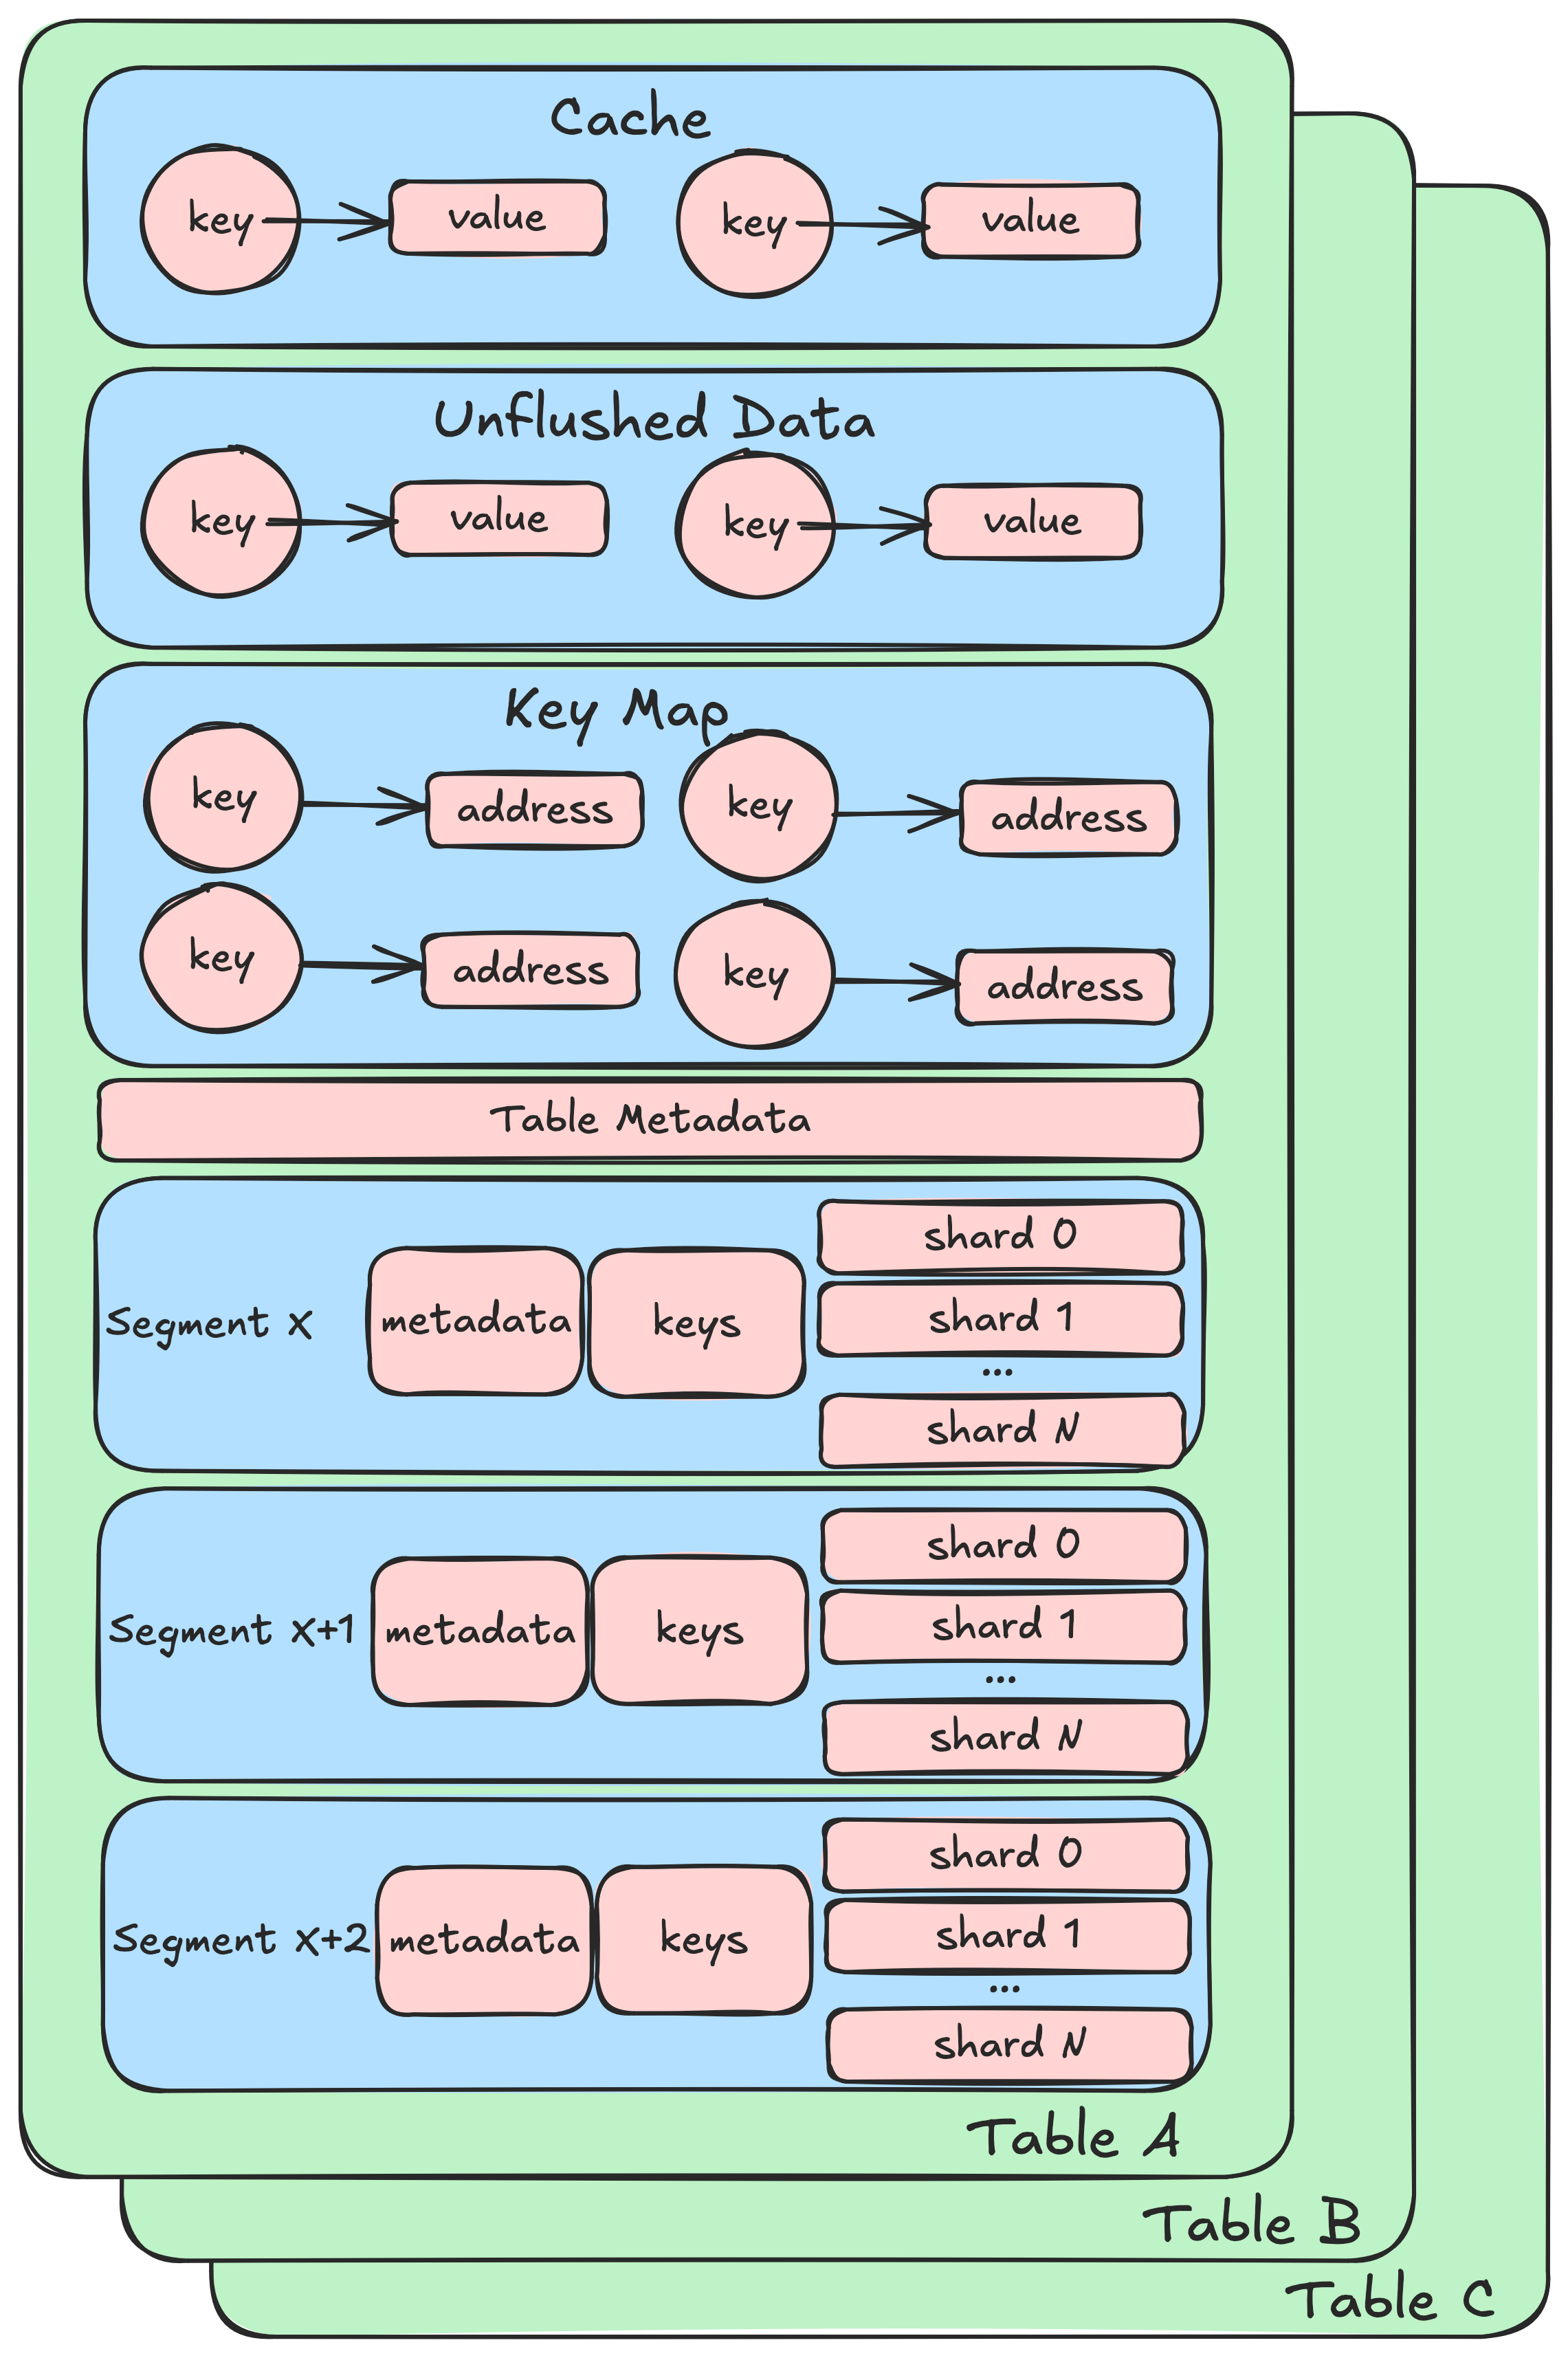 Cache
key value key value
Unflushed Data
key value key value
Key Map
key address key address
key address key address
Table Metadata
Segment X metadata keys
shard 0
shard 1
...
shard N
Segment X+1 metadata keys
shard 0
shard 1
...
shard N
Segment X+2 metadata keys
shard 0
shard 1
...
shard N
Table A
Table B
Table C